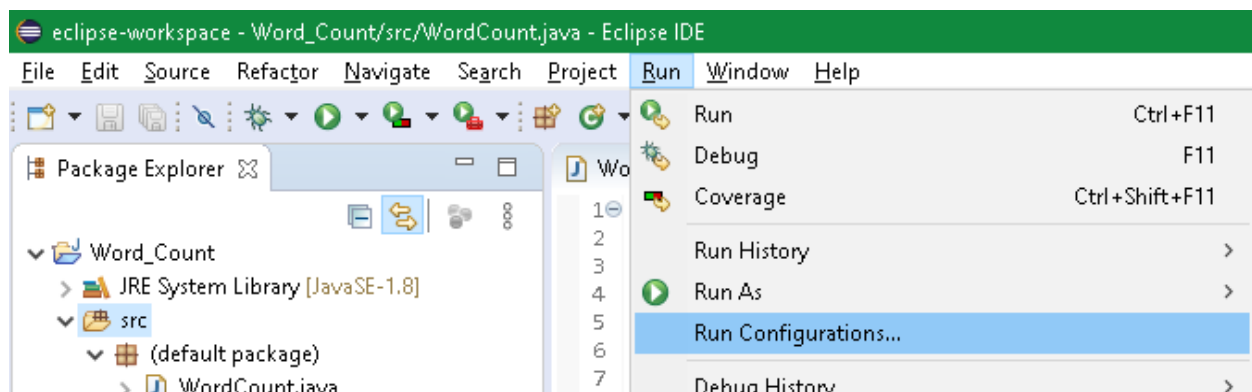 eclipse-workspace - Word_Count/src/WordCount.java - Eclipse IDE
File Edit Source Refactor Navigate Search Project Run Window Help
Run Ctrl+F11
Package Explorer
Wo
Debug F11
1
Coverage Ctrl+Shift+F11
2
Word_Count
Run History
3
JRE System Library [JavaSE-1.8]
4
Run As
src
5
Run Configurations...
(default package)
6
WordCount.java
7
Debug History